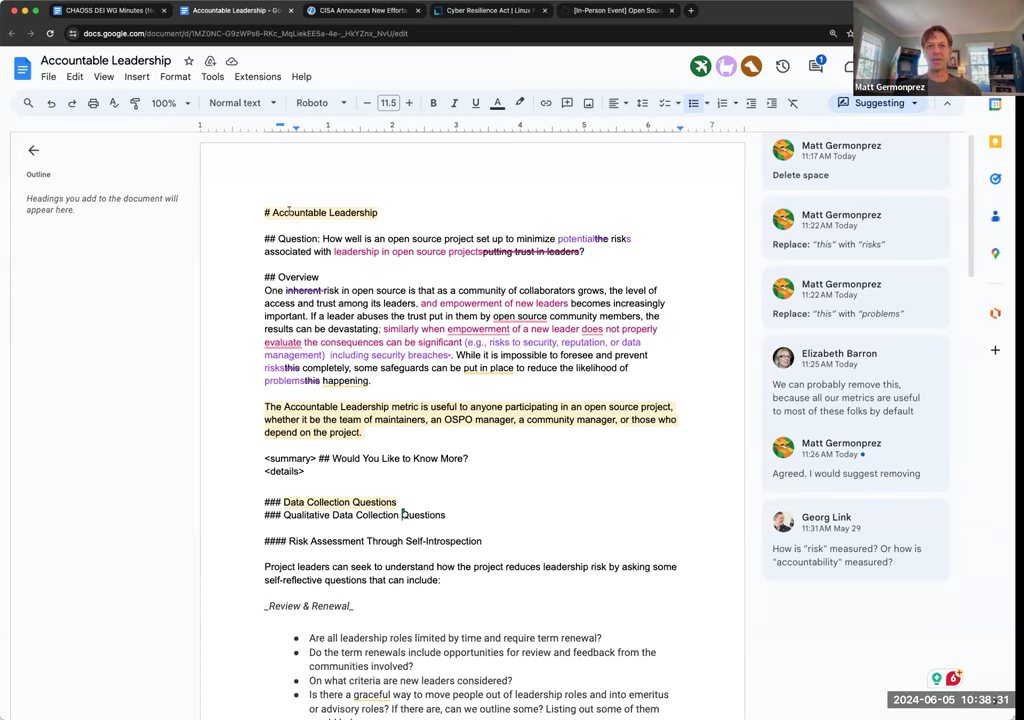 CHAOSS DEI WG Minutes (N
Accountable Leadership - Go
CISA Announces New Efforts
Cyber Resilience Act | Linux F
[In-Person Event] Open Sour
docs.google.com/document/d/1MZ0NC-G9zWPs6-RKc_MqLiekEE5a-4e-_HkYZnx_NvU/edit
Matt Germonprez
Accountable Leadership
File Edit View Insert Format Tools Extensions Help
1
100% Normal text Roboto 11.5 Suggesting
1 1 2 3 4 5 6 7
Outline
Headings you add to the document will
appear here.
# Accountable Leadership
## Question: How well is an open source project set up to minimize potentialthe risks
associated with leadership in open source projectsputting trust in leaders?
## Overview
One inherent risk in open source is that as a community of collaborators grows, the level of
access and trust among its leaders, and empowerment of new leaders becomes increasingly
important. If a leader abuses the trust put in them by open source community members, the
results can be devastating; similarly when empowerment of a new leader does not properly
evaluate the consequences can be significant (e.g., risks to security, reputation, or data
management) including security breaches. While it is impossible to foresee and prevent
risksthis completely, some safeguards can be put in place to reduce the likelihood of
problemsthis happening.
The Accountable Leadership metric is useful to anyone participating in an open source project,
whether it be the team of maintainers, an OSPO manager, a community manager, or those who
depend on the project.
<summary> ## Would You Like to Know More?
<details>
### Data Collection Questions
### Qualitative Data Collection Questions
#### Risk Assessment Through Self-Introspection
Project leaders can seek to understand how the project reduces leadership risk by asking some
self-reflective questions that can include:
_Review & Renewal_
● Are all leadership roles limited by time and require term renewal?
● Do the term renewals include opportunities for review and feedback from the
communities involved?
● On what criteria are new leaders considered?
● Is there a graceful way to move people out of leadership roles and into emeritus
or advisory roles? If there are, can we outline some? Listing out some of them
Matt Germonprez
11:17 AM Today
Delete space
Matt Germonprez
11:22 AM Today
Replace: "this" with "risks"
Matt Germonprez
11:22 AM Today
Replace: "this" with "problems"
Elizabeth Barron
11:25 AM Today
We can probably remove this,
because all our metrics are useful
to most of these folks by default
Matt Germonprez
11:26 AM Today
Agreed. I would suggest removing
Georg Link
11:31 AM May 29
How is "risk" measured? Or how is
"accountability" measured?
6
2024-06-05 10:38:31